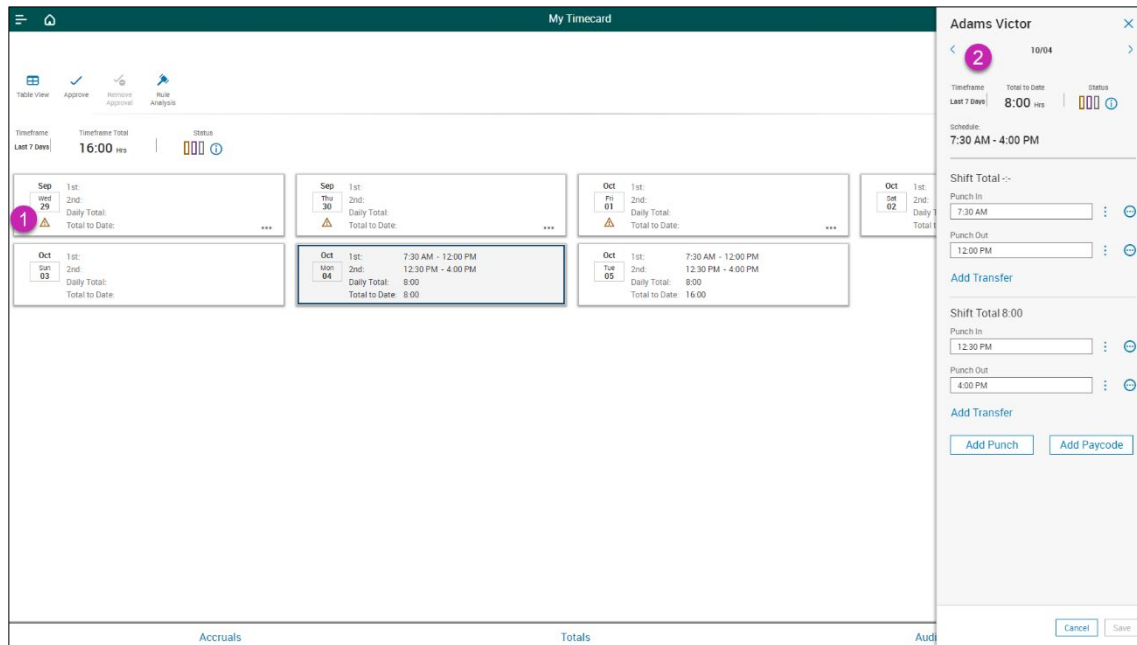 My Timecard
Table View
Approve
Remove Approval
Rule Analysis
Timeframe
Last 7 Days
Timeframe Total
16:00 Hrs
Status
Sep
Wed
29
1
1st:
2nd:
Daily Total:
Total to Date:
...
Sep
Thu
30
1st:
2nd:
Daily Total:
Total to Date:
...
Oct
Fri
01
1st:
2nd:
Daily Total:
Total to Date:
...
Oct
Sat
02
1st:
2nd:
Daily T
Total t
Oct
Sun
03
1st:
2nd:
Daily Total:
Total to Date:
Oct
Mon
04
1st: 7:30 AM - 12:00 PM
2nd: 12:30 PM - 4:00 PM
Daily Total: 8:00
Total to Date: 8:00
Oct
Tue
05
1st: 7:30 AM - 12:00 PM
2nd: 12:30 PM - 4:00 PM
Daily Total: 8:00
Total to Date: 16:00
Accruals
Totals
Audi
Adams Victor
2
10/04
Timeframe
Last 7 Days
Total to Date
8:00 Hrs
Status
Schedule:
7:30 AM - 4:00 PM
Shift Total -:-
Punch In
7:30 AM
Punch Out
12:00 PM
Add Transfer
Shift Total 8:00
Punch In
12:30 PM
Punch Out
4:00 PM
Add Transfer
Add Punch
Add Paycode
Cancel
Save